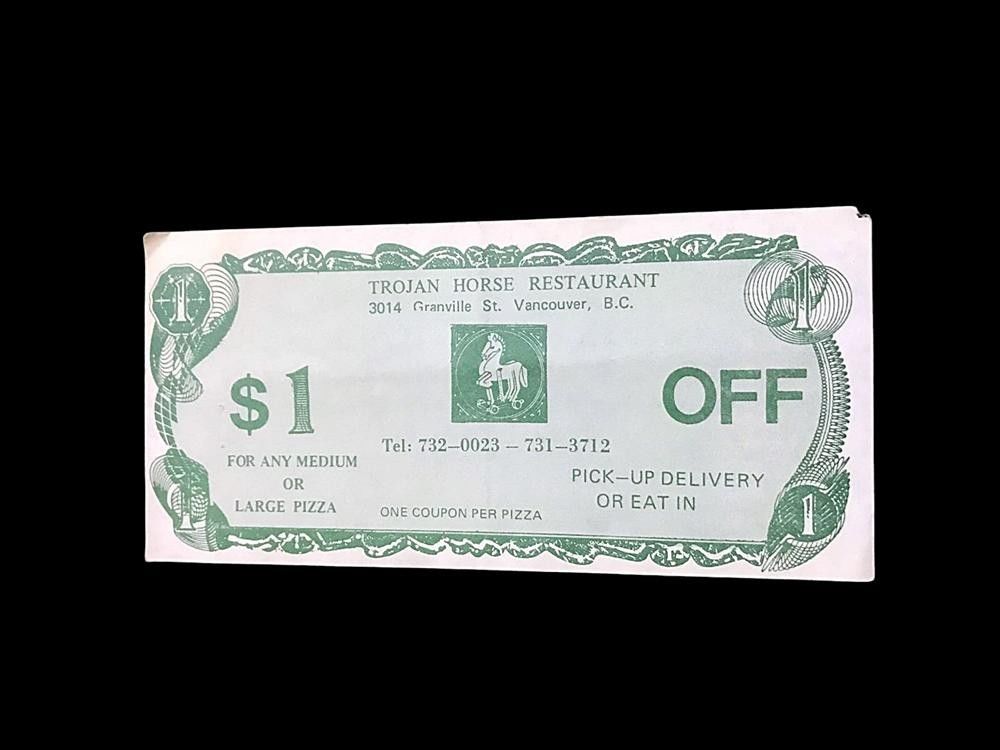 TROJAN HORSE RESTAURANT
3014 Granville St. Vancouver, B.C.
1
1
$1
OFF
Tel: 732—0023 — 731—3712
FOR ANY MEDIUM
OR
LARGE PIZZA
PICK—UP DELIVERY
OR EAT IN
ONE COUPON PER PIZZA
1
1